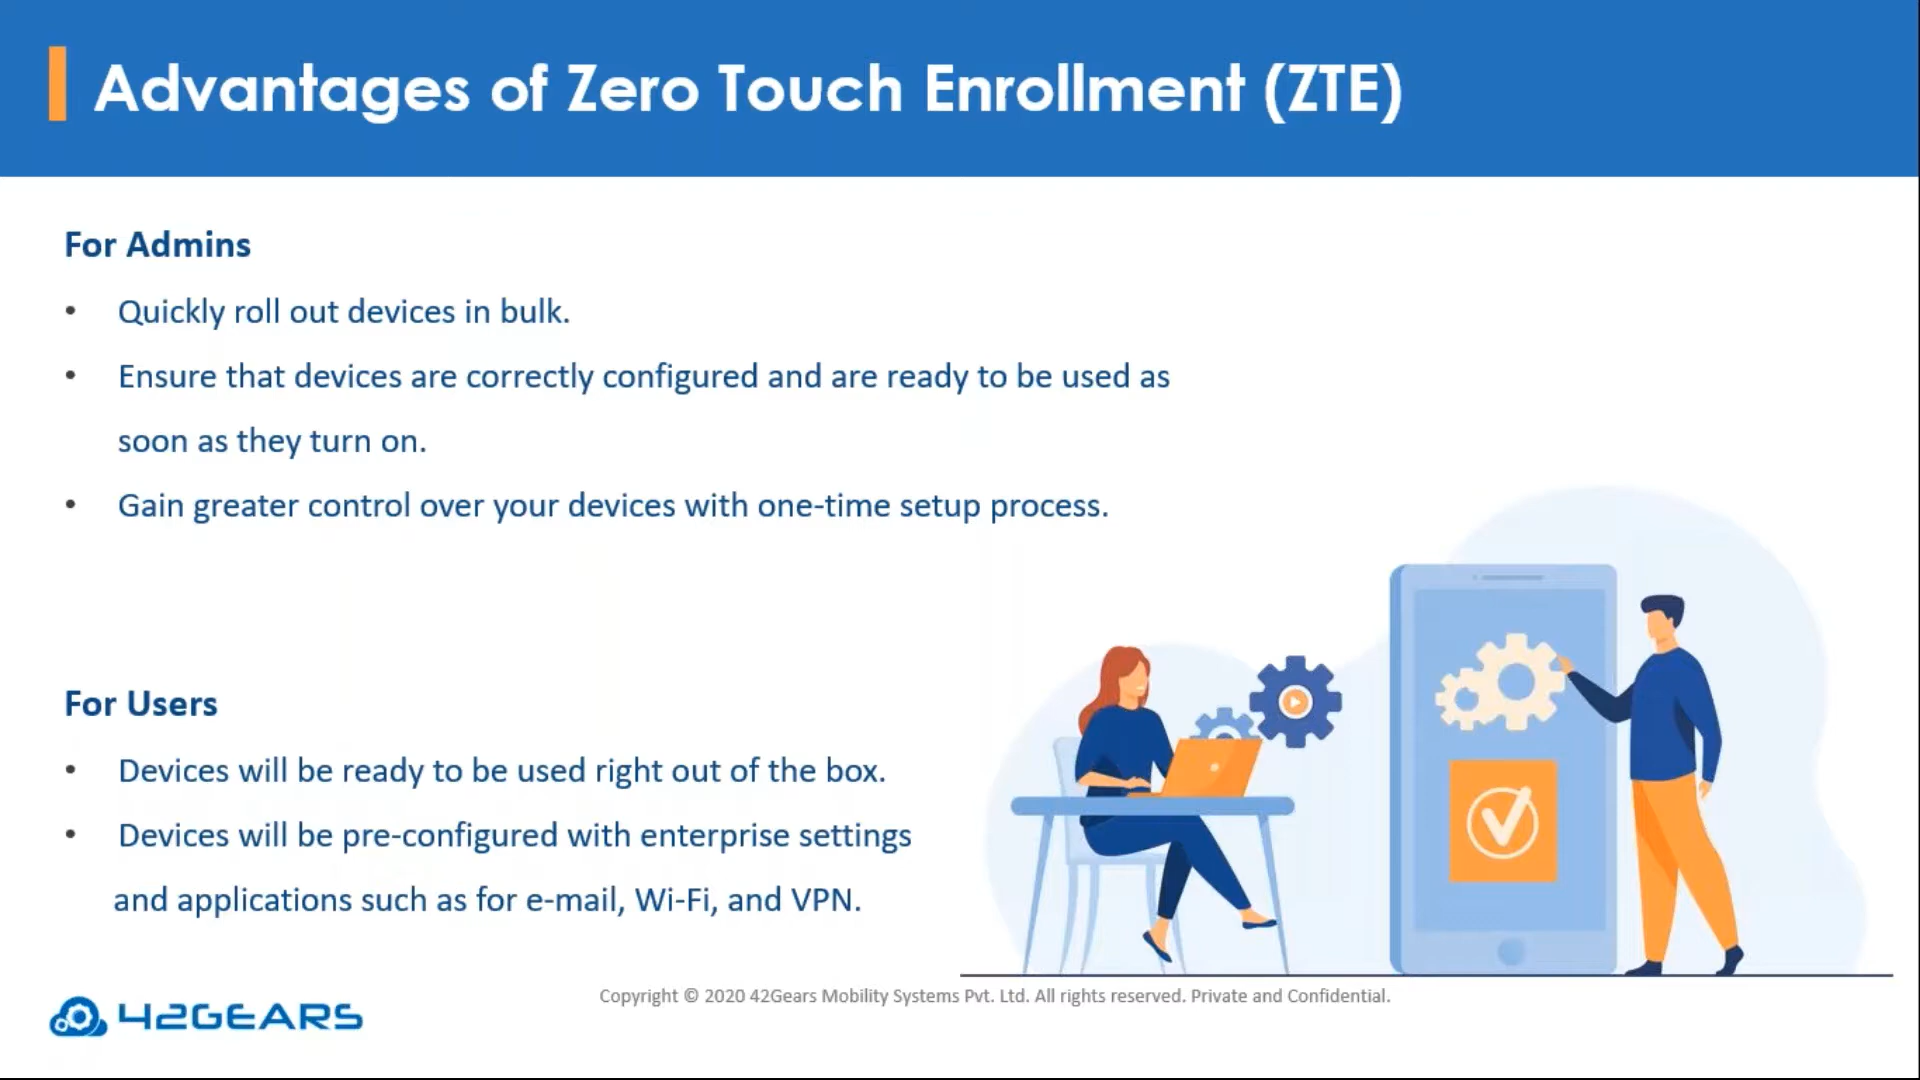 Advantages of Zero Touch Enrollment (ZTE)
For Admins
• Quickly roll out devices in bulk.
• Ensure that devices are correctly configured and are ready to be used as
soon as they turn on.
• Gain greater control over your devices with one-time setup process.
For Users
• Devices will be ready to be used right out of the box.
• Devices will be pre-configured with enterprise settings
and applications such as for e-mail, Wi-Fi, and VPN.
Copyright © 2020 42Gears Mobility Systems Pvt. Ltd. All rights reserved. Private and Confidential.
42GEARS